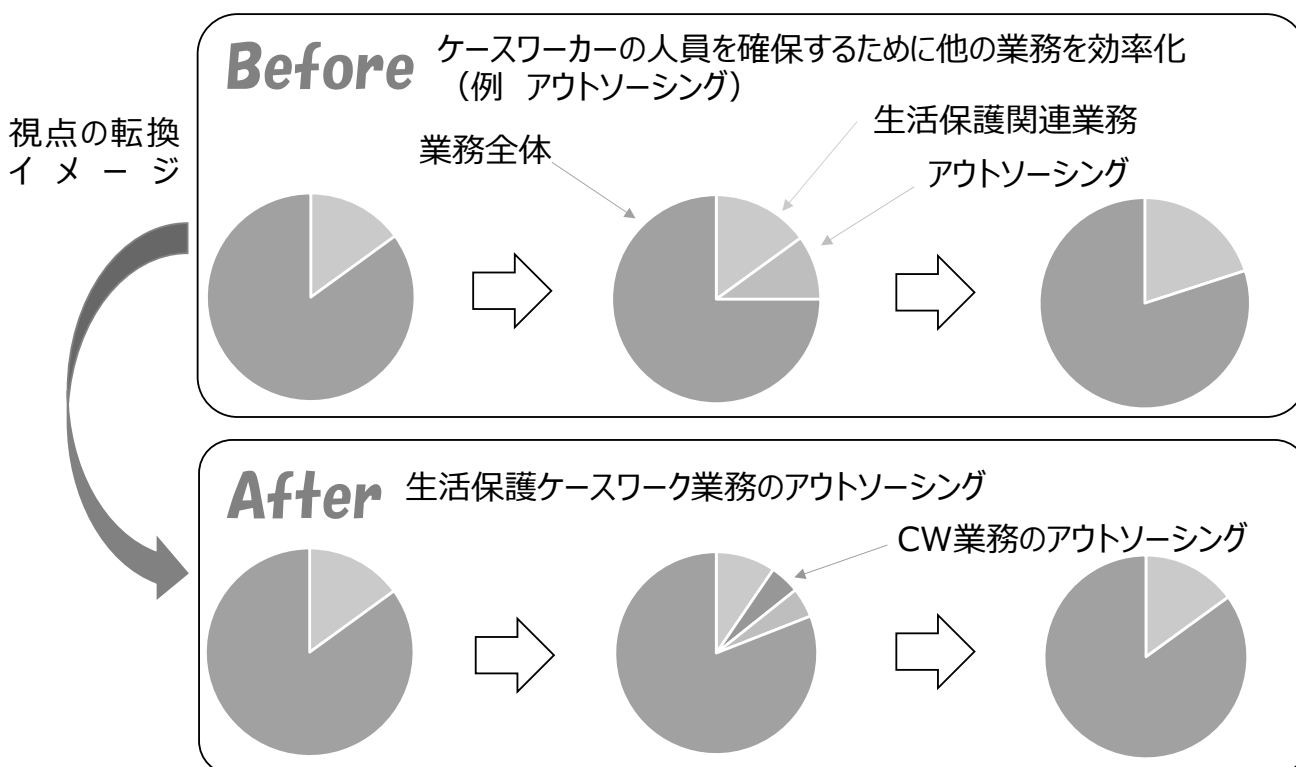 Before
ケースワーカーの人員を確保するために他の業務を効率化
（例　アウトソーシング）
視点の転換
イメージ
業務全体
生活保護関連業務
アウトソーシング
After
生活保護ケースワーク業務のアウトソーシング
CW業務のアウトソーシング